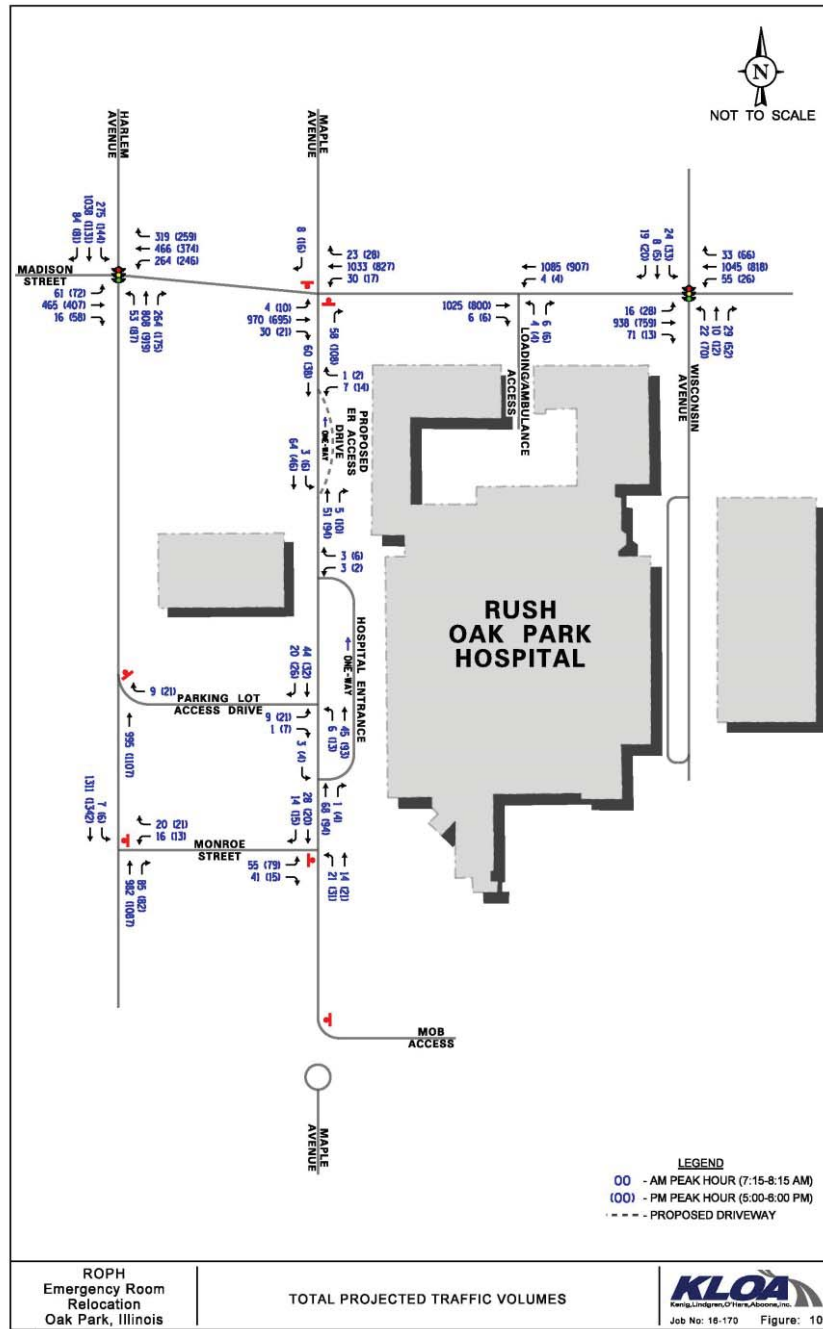 N
NOT TO SCALE
HARLEM
AVENUE
MAPLE
AVENUE
275 (144)
1038 (1131)
84 (81)
319 (259)
466 (374)
264 (246)
8 (16)
23 (28)
1033 (827)
30 (17)
1085 (907)
4 (4)
24 (33)
8 (5)
19 (20)
33 (66)
1045 (818)
55 (26)
MADISON
STREET
61 (72)
465 (407)
16 (58)
264 (175)
808 (919)
53 (87)
4 (10)
970 (695)
30 (21)
58 (108)
60 (38)
1025 (800)
6 (6)
6 (6)
4 (4)
16 (28)
938 (759)
71 (13)
29 (52)
10 (12)
22 (70)
WISCONSIN
AVENUE
LOADING/AMBULANCE
ACCESS
1 (2)
7 (14)
PROPOSED
ER ACCESS
DRIVE
ONE-WAY
3 (6)
64 (46)
5 (10)
51 (94)
3 (6)
3 (2)
RUSH
OAK PARK
HOSPITAL
HOSPITAL ENTRANCE
ONE-WAY
44 (32)
20 (26)
9 (21)
PARKING LOT
ACCESS DRIVE
9 (21)
1 (7)
45 (93)
6 (13)
3 (4)
995 (1107)
1 (4)
68 (94)
28 (20)
14 (15)
7 (6)
1311 (1342)
20 (21)
16 (13)
MONROE
STREET
55 (79)
41 (15)
14 (21)
21 (31)
85 (82)
982 (1087)
MOB
ACCESS
MAPLE
AVENUE
LEGEND
00 - AM PEAK HOUR (7:15-8:15 AM)
(00) - PM PEAK HOUR (5:00-6:00 PM)
- PROPOSED DRIVEWAY
ROPH
Emergency Room
Relocation
Oak Park, Illinois
TOTAL PROJECTED TRAFFIC VOLUMES
KLOA
Kenig,Lindgren,O'Hara,Aboona,Inc.
Job No: 16-170 Figure: 10